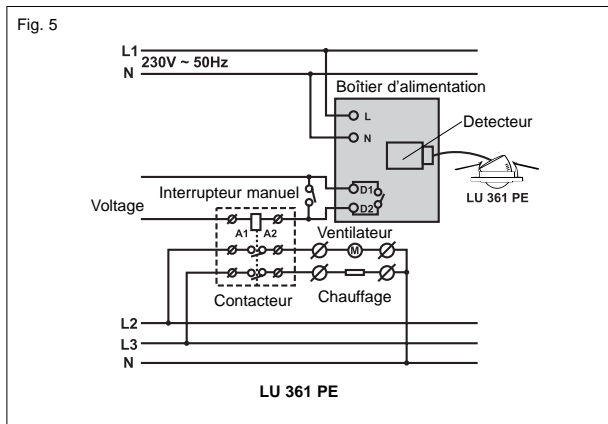 Fig. 5
L1
230V ~ 50Hz
N
Boîtier d'alimentation
L
N
Detecteur
LU 361 PE
D1
D2
Interrupteur manuel
Voltage
A1 A2
Ventilateur
M
Contacteur
Chauffage
L2
L3
N
LU 361 PE